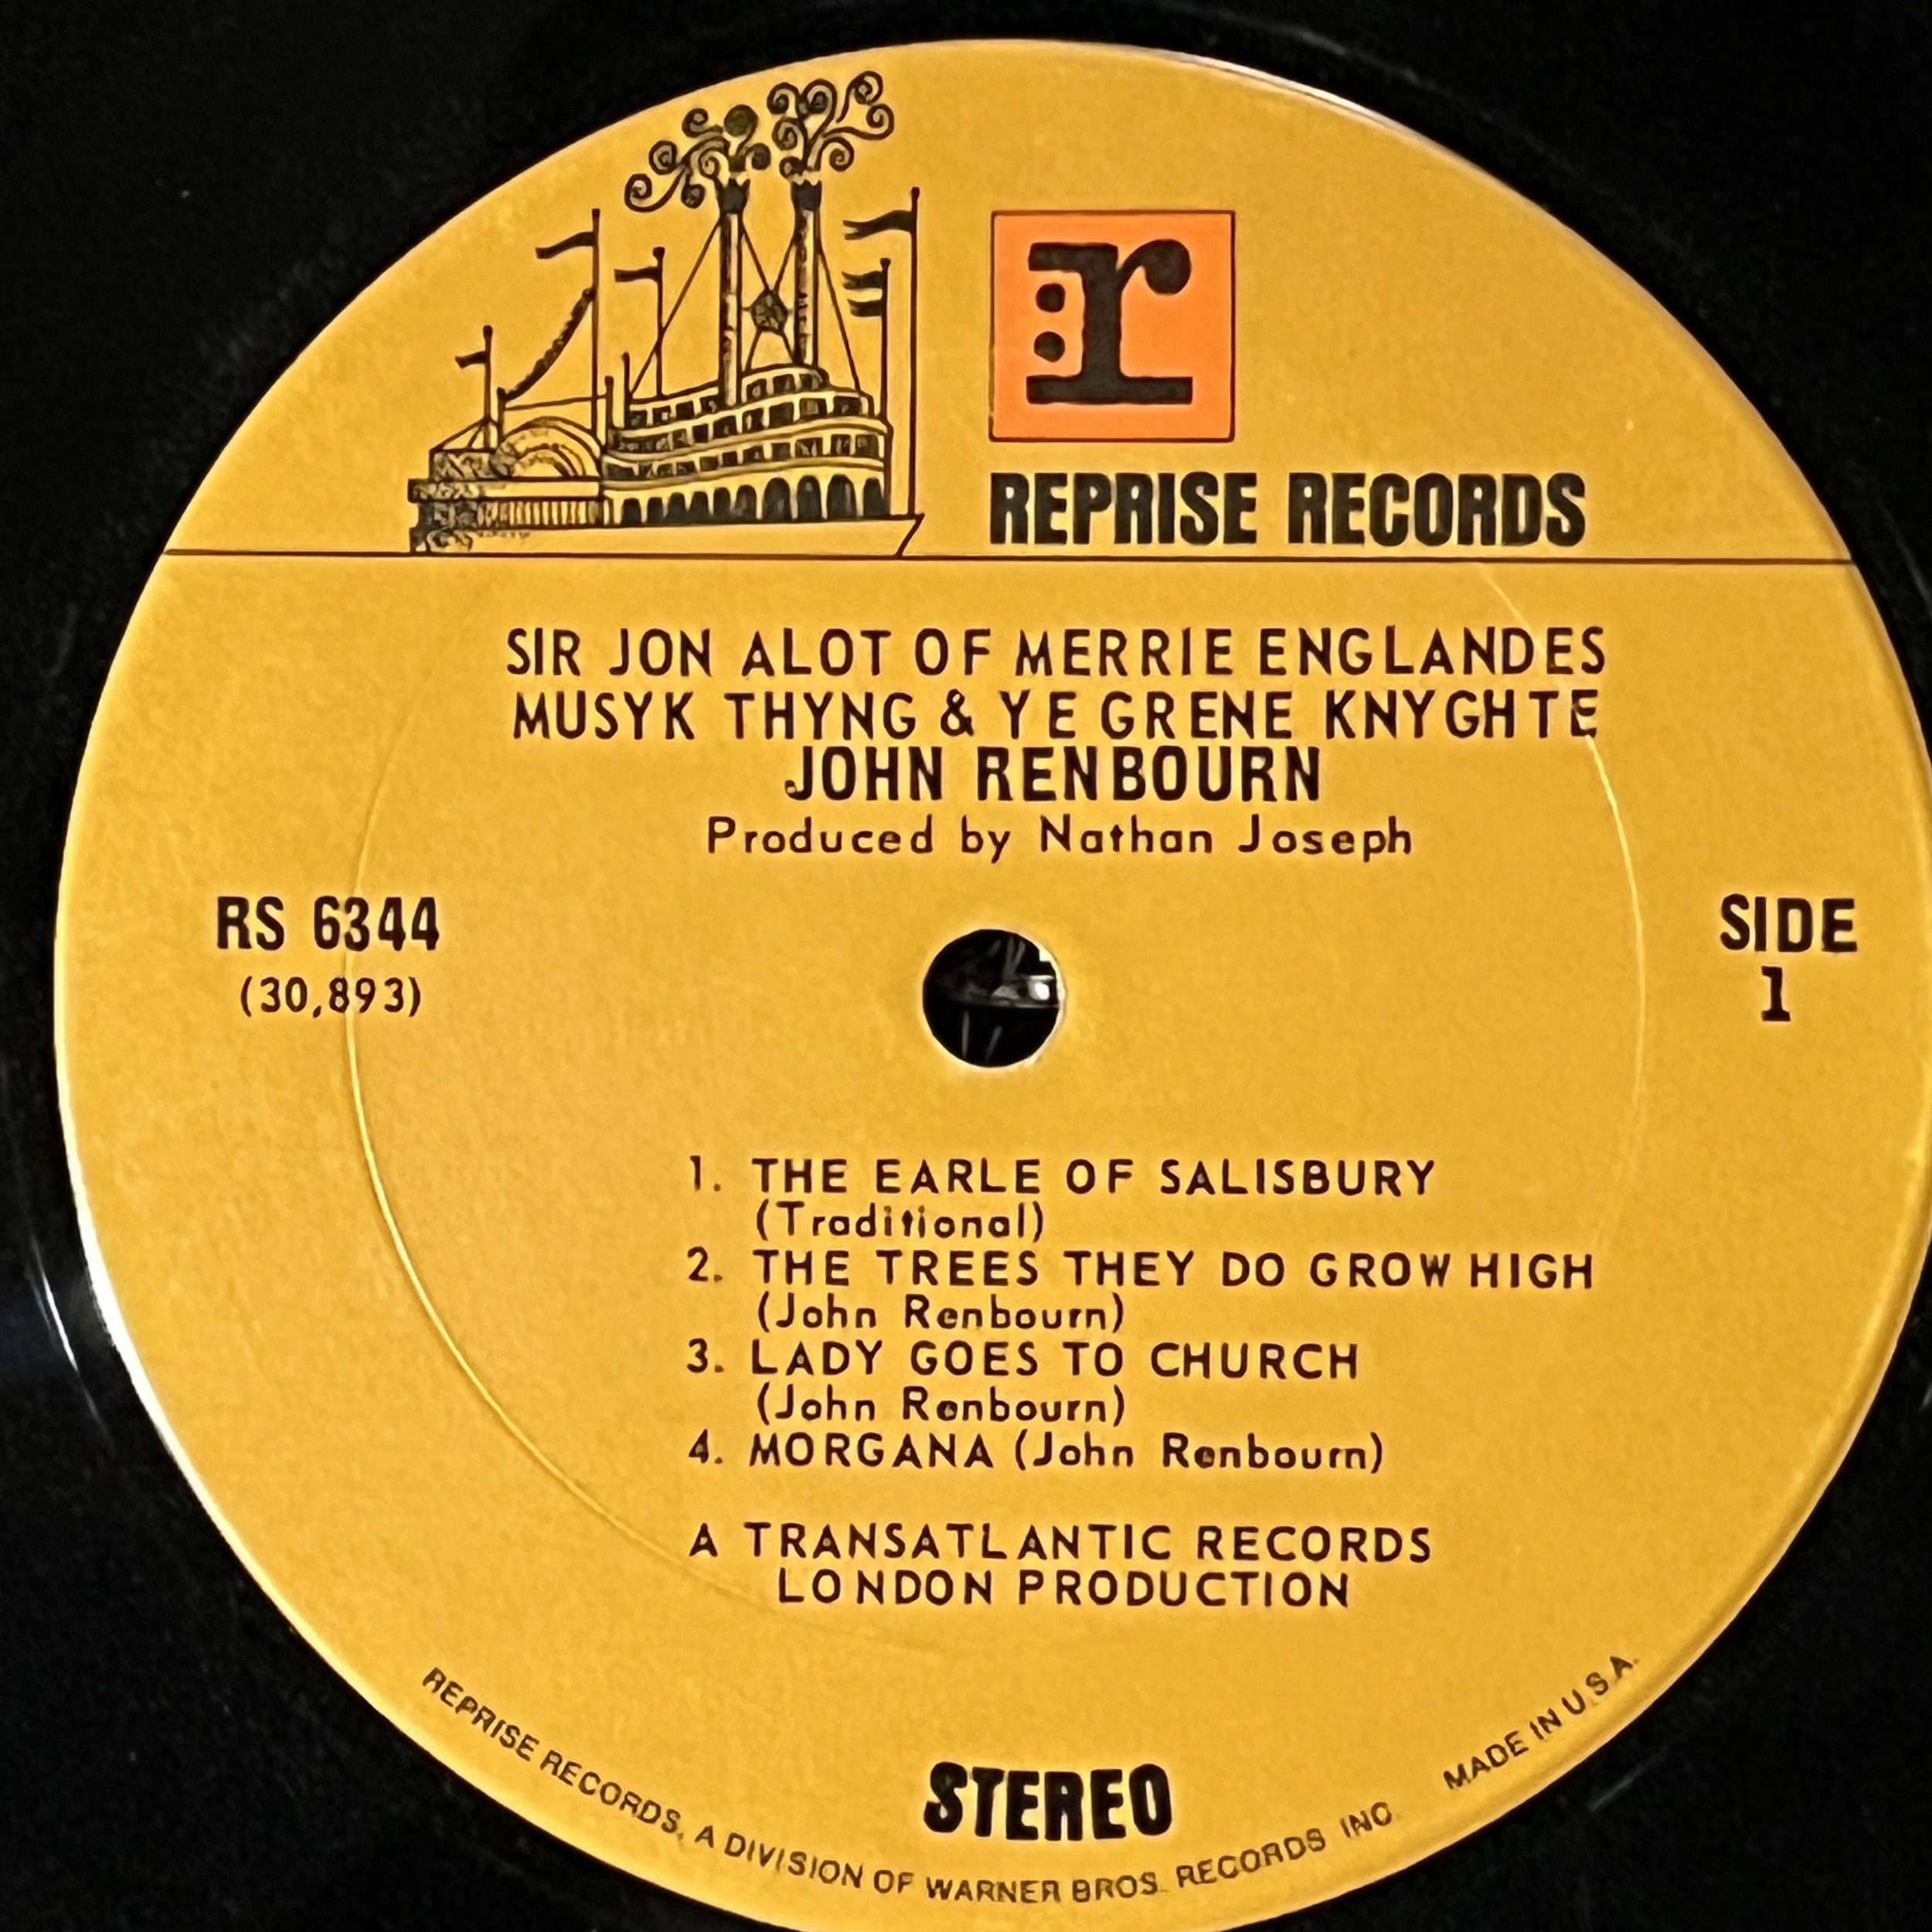 r:
REPRISE RECORDS
SIR JON ALOT OF MERRIE ENGLANDES
MUSYK THYNG & YE GRENE KNYGHTE
JOHN RENBOURN
Produced by Nathan Joseph
RS 6344
(30,893)
SIDE
1
1. THE EARLE OF SALISBURY
(Traditional)
2. THE TREES THEY DO GROW HIGH
(John Renbourn)
3. LADY GOES TO CHURCH
(John Renbourn)
4. MORGANA (John Renbourn)
A TRANSATLANTIC RECORDS
LONDON PRODUCTION
STEREO
REPRISE RECORDS, A DIVISION OF WARNER BROS. RECORDS INC. MADE IN U.S.A.